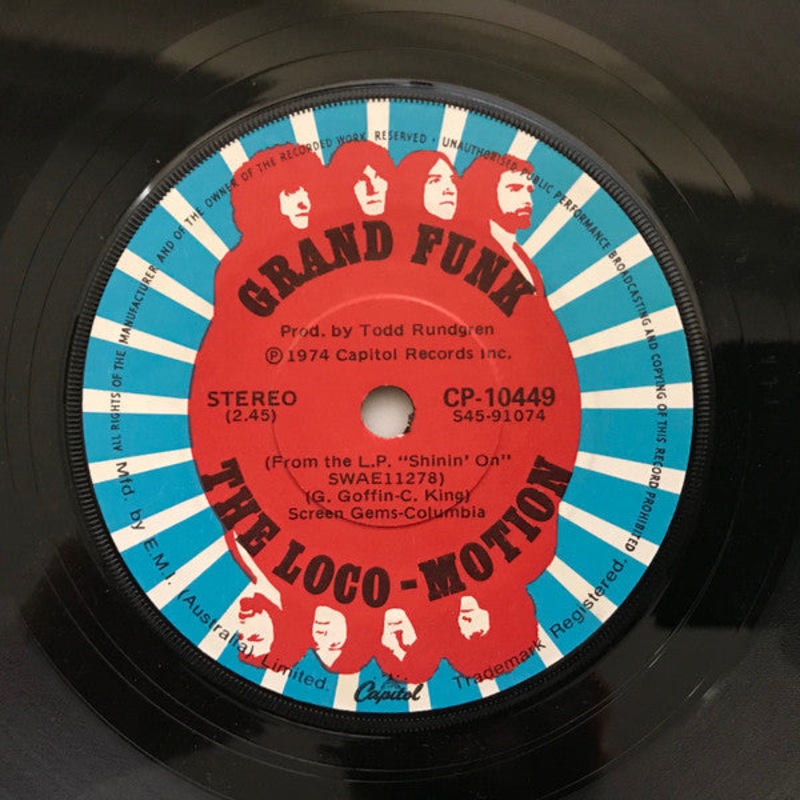 ALL RIGHTS OF THE MANUFACTURER AND OF THE OWNER OF THE RECORDED WORK RESERVED · UNAUTHORISED PUBLIC PERFORMANCE BROADCASTING AND COPYING OF THIS RECORD PROHIBITED
GRAND FUNK
Prod. by Todd Rundgren
℗ 1974 Capitol Records Inc.
STEREO
(2.45)
CP-10449
S45-91074
(From the L.P. "Shinin' On"
SWAE11278)
(G. Goffin-C. King)
Screen Gems-Columbia
THE LOCO-MOTION
Mfd. by E.M.I. (Australia) Limited.
Capitol
Trademark Registered.